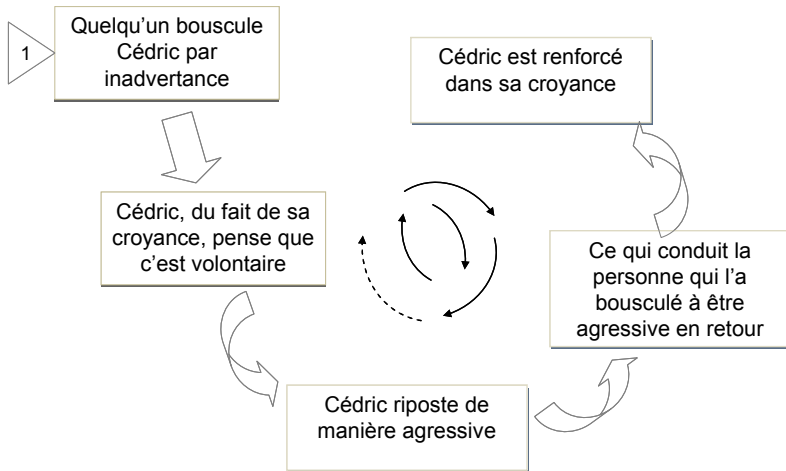 1
Quelqu'un bouscule
Cédric par
inadvertance
Cédric, du fait de sa
croyance, pense que
c'est volontaire
Cédric riposte de
manière agressive
Ce qui conduit la
personne qui l'a
bousculé à être
agressive en retour
Cédric est renforcé
dans sa croyance